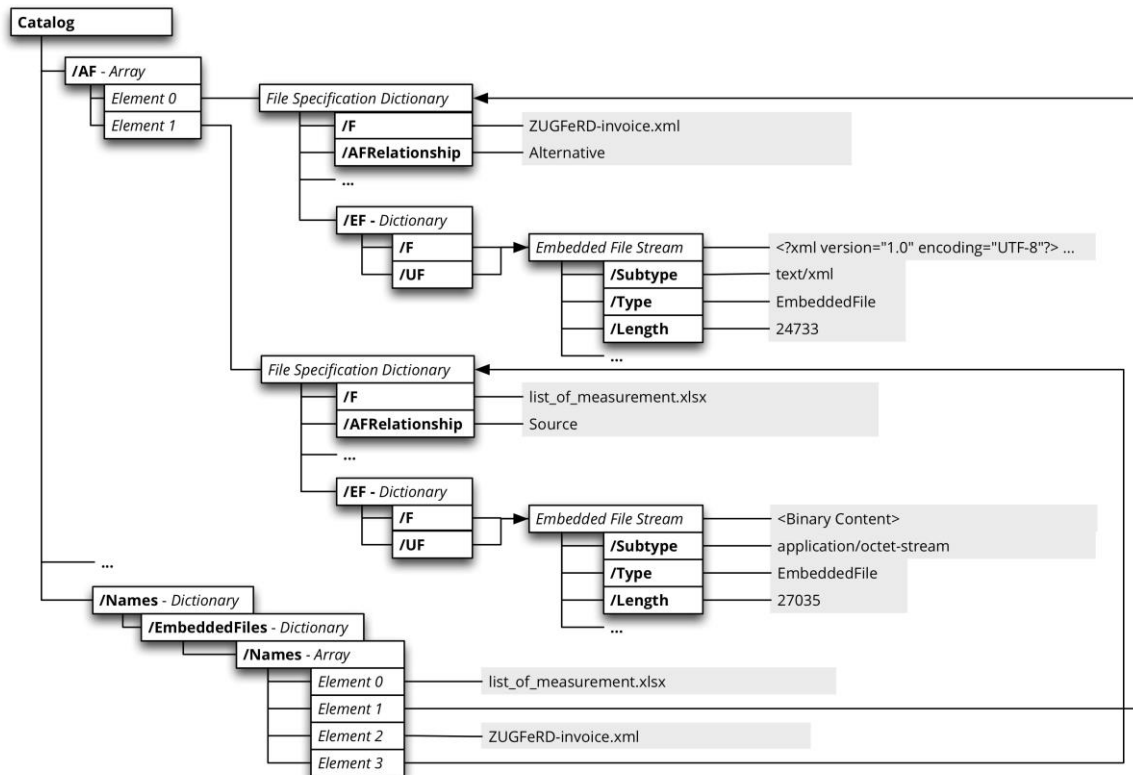 Catalog
/AF - Array
Element 0
File Specification Dictionary
Element 1
/F
ZUGFeRD-invoice.xml
/AFRelationship
Alternative
...
/EF - Dictionary
/F
Embedded File Stream
<?xml version="1.0" encoding="UTF-8"?> ...
/UF
/Subtype
text/xml
/Type
EmbeddedFile
/Length
24733
...
File Specification Dictionary
/F
list_of_measurement.xlsx
/AFRelationship
Source
...
/EF - Dictionary
/F
Embedded File Stream
<Binary Content>
/UF
/Subtype
application/octet-stream
/Type
EmbeddedFile
/Length
27035
...
...
/Names - Dictionary
/EmbeddedFiles - Dictionary
/Names - Array
Element 0
list_of_measurement.xlsx
Element 1
Element 2
ZUGFeRD-invoice.xml
Element 3